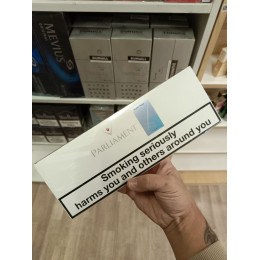 MEVIUS
PARLIAMENT
Smoking seriously
harms you and others around you